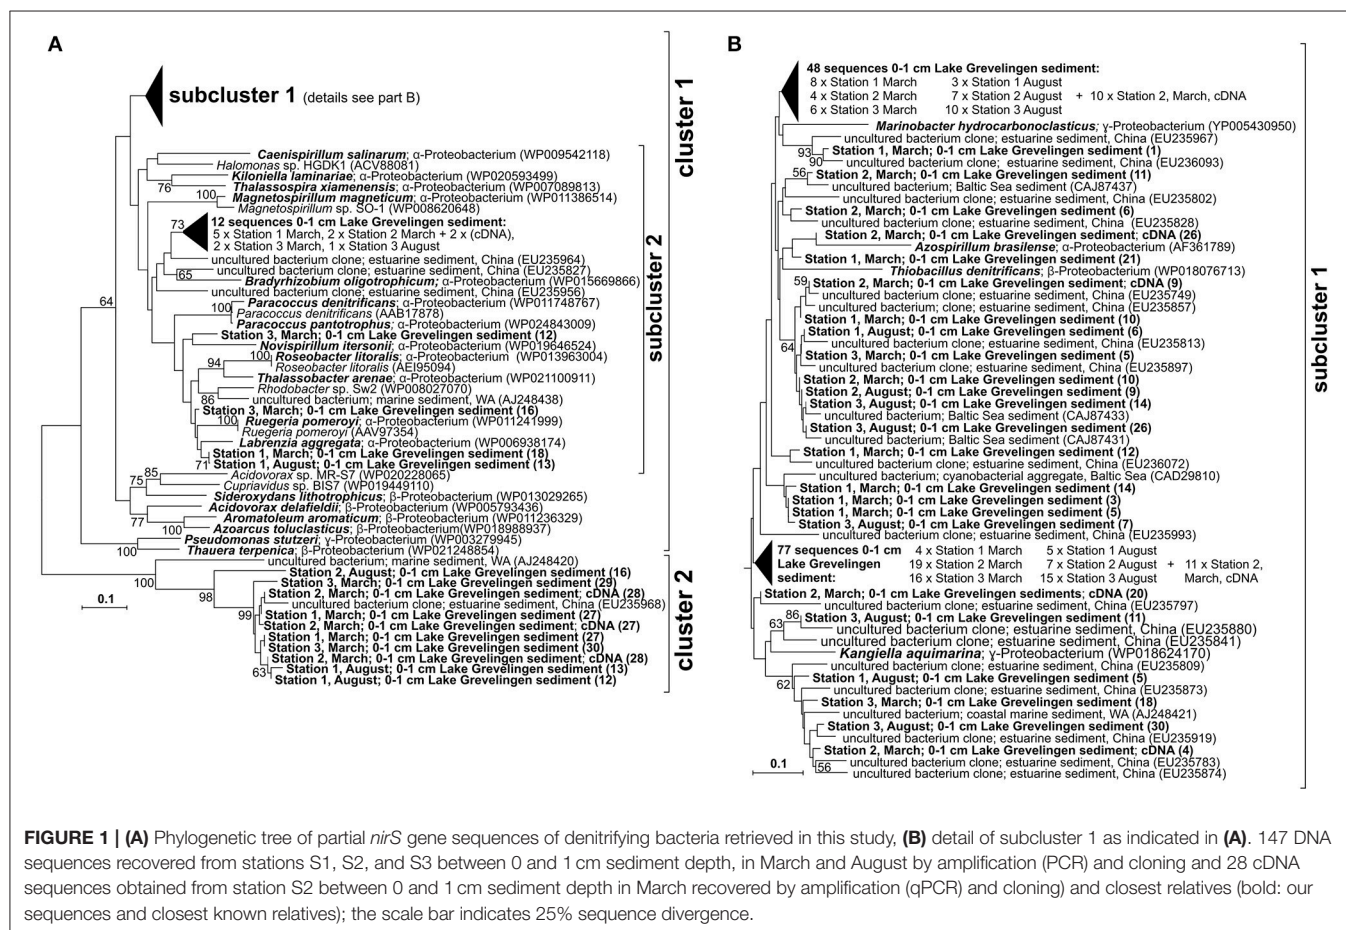 A
subcluster 1 (details see part B)
cluster 1
Caenispirillum salinarum; α-Proteobacterium (WP009542118)
Halomonas sp. HGDK1 (ACV88081)
Kiloniella laminariae; α-Proteobacterium (WP020593499)
76
Thalassospira xiamenensis; α-Proteobacterium (WP007089813)
100
Magnetospirillum magneticum; α-Proteobacterium (WP011386514)
Magnetospirillum sp. SO-1 (WP008620648)
73
12 sequences 0-1 cm Lake Grevelingen sediment:
5 x Station 1 March, 2 x Station 2 March + 2 x (cDNA),
2 x Station 3 March, 1 x Station 3 August
subcluster 2
uncultured bacterium clone; estuarine sediment, China (EU235964)
uncultured bacterium clone; estuarine sediment, China (EU235827)
65
Bradyrhizobium oligotrophicum; α-Proteobacterium (WP015669866)
uncultured bacterium clone; estuarine sediment, China (EU235956)
64
100
Paracoccus denitrificans; α-Proteobacterium (WP011748767)
Paracoccus denitrificans (AAB17878)
Paracoccus pantotrophus; α-Proteobacterium (WP024843009)
Station 3, March; 0-1 cm Lake Grevelingen sediment (12)
Novispirillum itersonii; α-Proteobacterium (WP019646524)
100
Roseobacter litoralis; α-Proteobacterium (WP013963004)
94
Roseobacter litoralis (AEI95094)
Thalassobacter arenae; α-Proteobacterium (WP021100911)
Rhodobacter sp. Sw2 (WP008027070)
86
uncultured bacterium; marine sediment, WA (AJ248438)
Station 3, March; 0-1 cm Lake Grevelingen sediment (16)
100
Ruegeria pomeroyi; α-Proteobacterium (WP011241999)
Ruegeria pomeroyi (AAV97354)
Labrenzia aggregata; α-Proteobacterium (WP006938174)
Station 1, March; 0-1 cm Lake Grevelingen sediment (18)
71
Station 1, August; 0-1 cm Lake Grevelingen sediment (13)
85
Acidovorax sp. MR-S7 (WP020228065)
75
Cupriavidus sp. BIS7 (WP019449110)
Sideroxydans lithotrophicus; β-Proteobacterium (WP013029265)
Acidovorax delafieldii; β-Proteobacterium (WP005793436)
77
Aromatoleum aromaticum; β-Proteobacterium (WP011236329)
100
Azoarcus toluclasticus; β-Proteobacterium(WP018988937)
Pseudomonas stutzeri; γ-Proteobacterium (WP003279945)
100
Thauera terpenica; β-Proteobacterium (WP021248854)
uncultured bacterium; marine sediment, WA (AJ248420)
100
Station 2, August; 0-1 cm Lake Grevelingen sediment (16)
Station 3, March; 0-1 cm Lake Grevelingen sediment (29)
98
Station 2, March; 0-1 cm Lake Grevelingen sediment; cDNA (28)
uncultured bacterium clone; estuarine sediment, China (EU235968)
99
Station 1, March; 0-1 cm Lake Grevelingen sediment (27)
Station 2, March; 0-1 cm Lake Grevelingen sediment; cDNA (27)
Station 1, March; 0-1 cm Lake Grevelingen sediment (27)
Station 3, March; 0-1 cm Lake Grevelingen sediment (30)
Station 2, March; 0-1 cm Lake Grevelingen sediment; cDNA (28)
63
Station 1, August; 0-1 cm Lake Grevelingen sediment (13)
Station 1, August; 0-1 cm Lake Grevelingen sediment (12)
cluster 2
0.1
B
48 sequences 0-1 cm Lake Grevelingen sediment:
8 x Station 1 March 3 x Station 1 August
4 x Station 2 March 7 x Station 2 August + 10 x Station 2, March, cDNA
6 x Station 3 March 10 x Station 3 August
Marinobacter hydrocarbonoclasticus; γ-Proteobacterium (YP005430950)
uncultured bacterium clone; estuarine sediment, China (EU235967)
93
Station 1, March; 0-1 cm Lake Grevelingen sediment (1)
90
uncultured bacterium clone; estuarine sediment, China (EU236093)
56
Station 2, March; 0-1 cm Lake Grevelingen sediment (11)
uncultured bacterium; Baltic Sea sediment (CAJ87437)
uncultured bacterium clone; estuarine sediment, China (EU235802)
Station 2, March; 0-1 cm Lake Grevelingen sediment (6)
uncultured bacterium clone; estuarine sediment, China (EU235828)
Station 2, March; 0-1 cm Lake Grevelingen sediment; cDNA (26)
Azospirillum brasilense; α-Proteobacterium (AF361789)
Station 1, March; 0-1 cm Lake Grevelingen sediment (21)
Thiobacillus denitrificans; β-Proteobacterium (WP018076713)
59
Station 2, March; 0-1 cm Lake Grevelingen sediment; cDNA (9)
uncultured bacterium clone; estuarine sediment, China (EU235749)
uncultured bacterium clone; estuarine sediment, China (EU235857)
Station 1, March; 0-1 cm Lake Grevelingen sediment (10)
Station 1, August; 0-1 cm Lake Grevelingen sediment (6)
uncultured bacterium clone; estuarine sediment, China (EU235813)
64
Station 3, March; 0-1 cm Lake Grevelingen sediment (5)
uncultured bacterium clone; estuarine sediment, China (EU235897)
Station 2, March; 0-1 cm Lake Grevelingen sediment (10)
Station 2, August; 0-1 cm Lake Grevelingen sediment (9)
Station 3, August; 0-1 cm Lake Grevelingen sediment (14)
uncultured bacterium; Baltic Sea sediment (CAJ87433)
Station 3, August; 0-1 cm Lake Grevelingen sediment (26)
uncultured bacterium; Baltic Sea sediment (CAJ87431)
Station 1, March; 0-1 cm Lake Grevelingen sediment (12)
uncultured bacterium clone; estuarine sediment, China (EU236072)
uncultured bacterium; cyanobacterial aggregate, Baltic Sea (CAD29810)
Station 1, March; 0-1 cm Lake Grevelingen sediment (14)
Station 1, March; 0-1 cm Lake Grevelingen sediment (3)
Station 1, March; 0-1 cm Lake Grevelingen sediment (5)
Station 3, August; 0-1 cm Lake Grevelingen sediment (7)
uncultured bacterium clone; estuarine sediment, China (EU235993)
77 sequences 0-1 cm 4 x Station 1 March 5 x Station 1 August
Lake Grevelingen 19 x Station 2 March 7 x Station 2 August + 11 x Station 2,
sediment: 16 x Station 3 March 15 x Station 3 August March, cDNA
Station 2, March; 0-1 cm Lake Grevelingen sediments; cDNA (20)
uncultured bacterium clone; estuarine sediment, China (EU235797)
86
Station 3, August; 0-1 cm Lake Grevelingen sediment (11)
63
uncultured bacterium clone; estuarine sediment, China (EU235880)
uncultured bacterium clone; estuarine sediment, China (EU235841)
Kangiella aquimarina; γ-Proteobacterium (WP018624170)
uncultured bacterium clone; estuarine sediment, China (EU235809)
62
Station 1, August; 0-1 cm Lake Grevelingen sediment (5)
uncultured bacterium clone; estuarine sediment, China (EU235873)
Station 3, March; 0-1 cm Lake Grevelingen sediment (18)
uncultured bacterium; coastal marine sediment, WA (AJ248421)
Station 3, August; 0-1 cm Lake Grevelingen sediment (30)
uncultured bacterium clone; estuarine sediment, China (EU235919)
Station 2, March; 0-1 cm Lake Grevelingen sediment; cDNA (4)
uncultured bacterium clone; estuarine sediment, China (EU235783)
56
uncultured bacterium clone; estuarine sediment, China (EU235874)
0.1
subcluster 1
FIGURE 1 | (A) Phylogenetic tree of partial nirS gene sequences of denitrifying bacteria retrieved in this study, (B) detail of subcluster 1 as indicated in (A). 147 DNA
sequences recovered from stations S1, S2, and S3 between 0 and 1 cm sediment depth, in March and August by amplification (PCR) and cloning and 28 cDNA
sequences obtained from station S2 between 0 and 1 cm sediment depth in March recovered by amplification (qPCR) and cloning) and closest relatives (bold: our
sequences and closest known relatives); the scale bar indicates 25% sequence divergence.